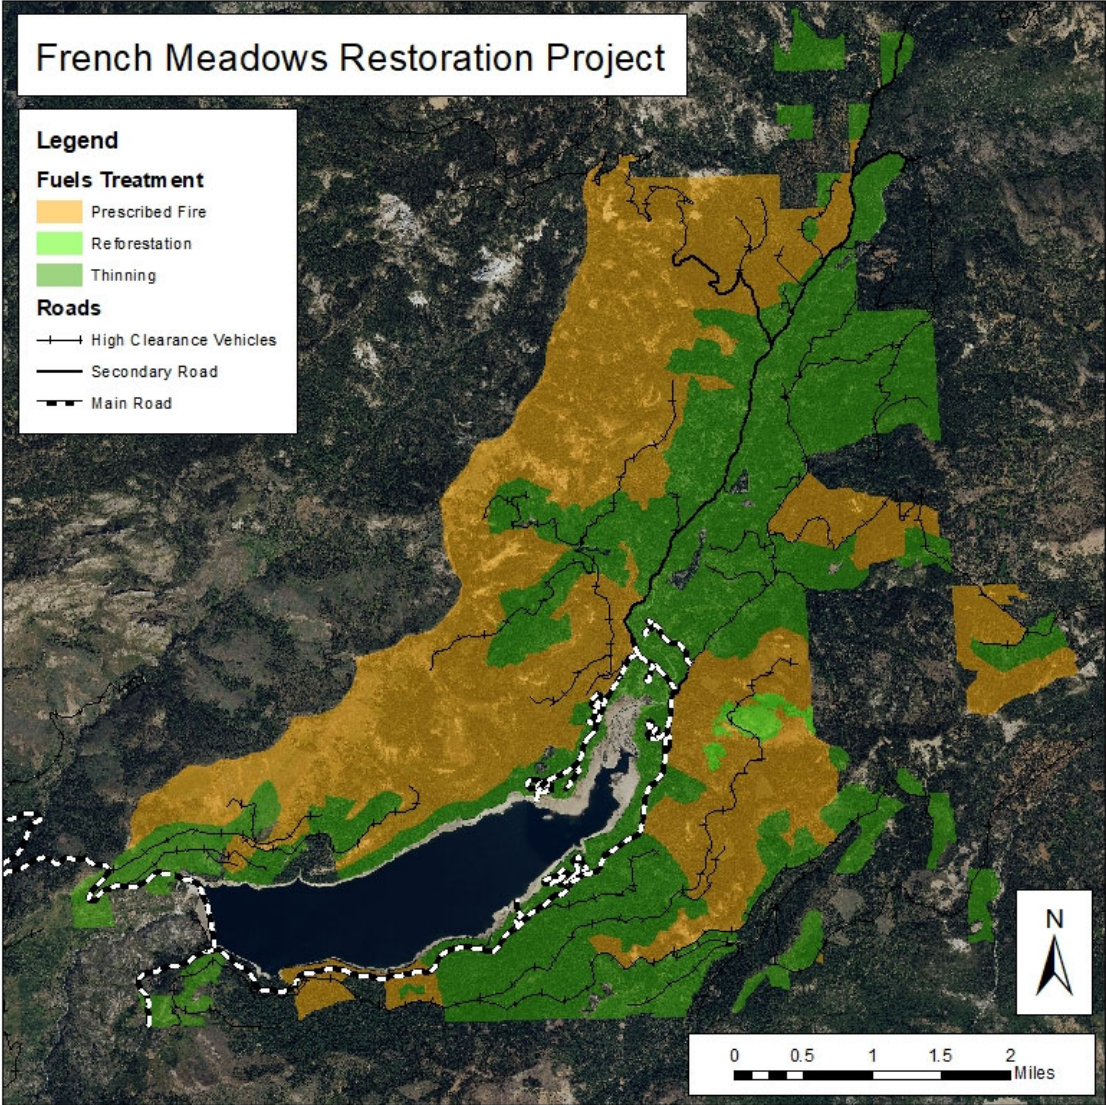 French Meadows Restoration Project
Legend
Fuels Treatment
Prescribed Fire
Reforestation
Thinning
Roads
High Clearance Vehicles
Secondary Road
Main Road
N
0 0.5 1 1.5 2
Miles